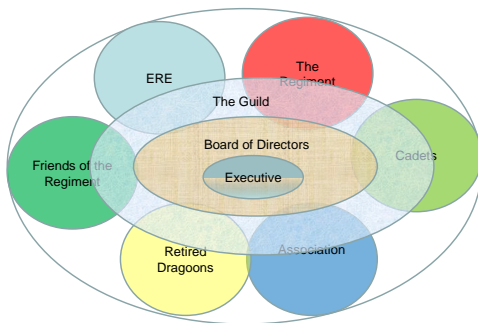 ERE
The
Regiment
The Guild
Board of Directors
Executive
Friends of the
Regiment
Cadets
Retired
Dragoons
Association